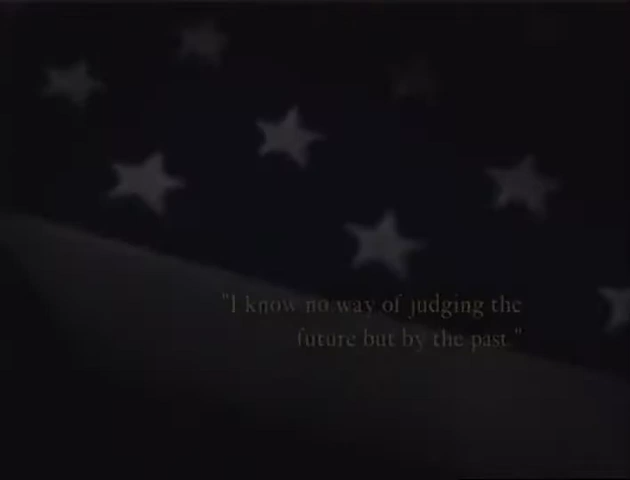 "I know no way of judging the
future but by the past."